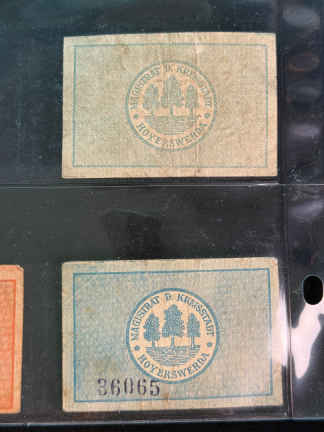 MAGISTRAT D. KREISSTADT
* HOYERSWERDA *
MAGISTRAT D. KREISSTADT
* HOYERSWERDA *
36065